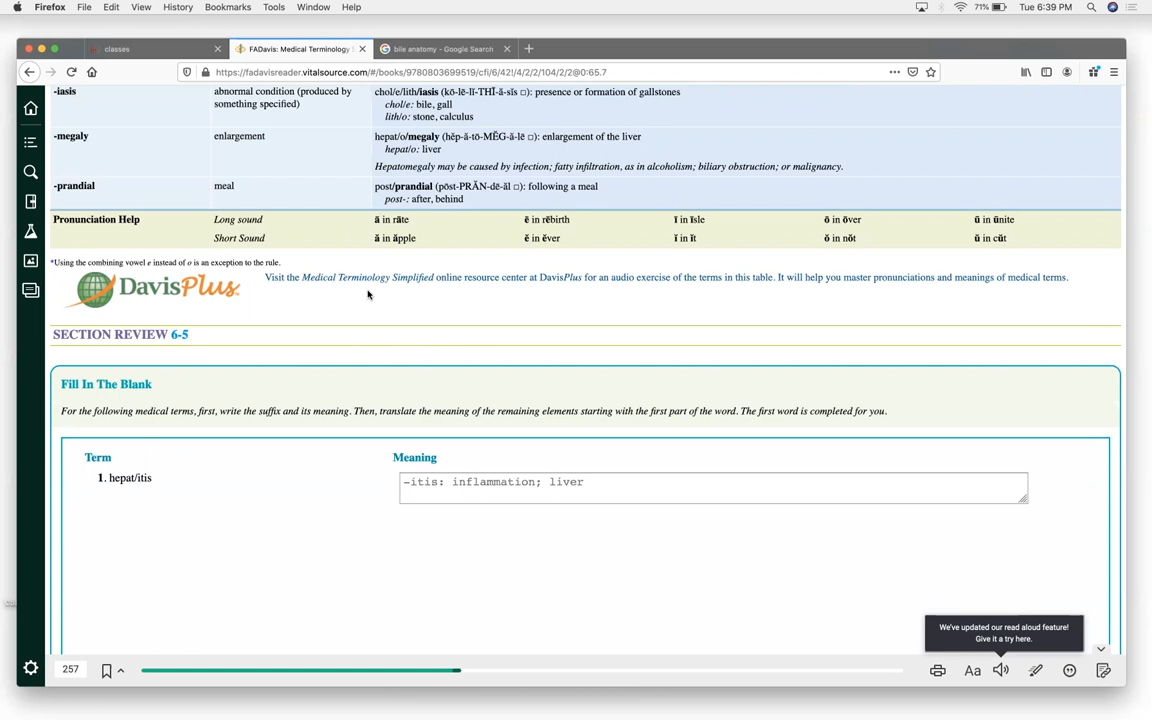 Firefox File Edit View History Bookmarks Tools Window Help 71% Tue 6:39 PM
classes FADavis: Medical Terminology S bile anatomy - Google Search
https://fadavisreader.vitalsource.com/#/books/9780803699519/cfi/6/42!/4/2/2/104/2/2@0:65.7
-iasis abnormal condition (produced by something specified) chol/e/lith/iasis (kō-lē-lĭ-THĪ-ă-sĭs □): presence or formation of gallstones
chol/e: bile, gall
lith/o: stone, calculus
-megaly enlargement hepat/o/megaly (hĕp-ă-tō-MĔG-ă-lē □): enlargement of the liver
hepat/o: liver
Hepatomegaly may be caused by infection; fatty infiltration, as in alcoholism; biliary obstruction; or malignancy.
-prandial meal post/prandial (pōst-PRĂN-dē-ăl □): following a meal
post-: after, behind
Pronunciation Help Long sound ā in rāte ē in rēbirth ī in īsle ō in ōver ū in ūnite
Short Sound ă in ăpple ĕ in ĕver ĭ in ĭt ŏ in nŏt ŭ in cŭt
*Using the combining vowel e instead of o is an exception to the rule.
DavisPlus Visit the Medical Terminology Simplified online resource center at DavisPlus for an audio exercise of the terms in this table. It will help you master pronunciations and meanings of medical terms.
SECTION REVIEW 6-5
Fill In The Blank
For the following medical terms, first, write the suffix and its meaning. Then, translate the meaning of the remaining elements starting with the first part of the word. The first word is completed for you.
Term Meaning
1. hepat/itis -itis: inflammation; liver
We've updated our read aloud feature!
Give it a try here.
257 Aa